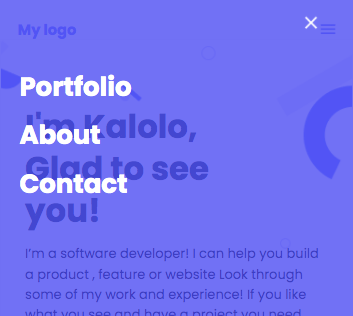 My logo
Portfolio
I'm Kalolo,
About
Glad to see
Contact
you!
I'm a software developer! I can help you build
a product , feature or website Look through
some of my work and experience! If you like
what you see and have a project you need